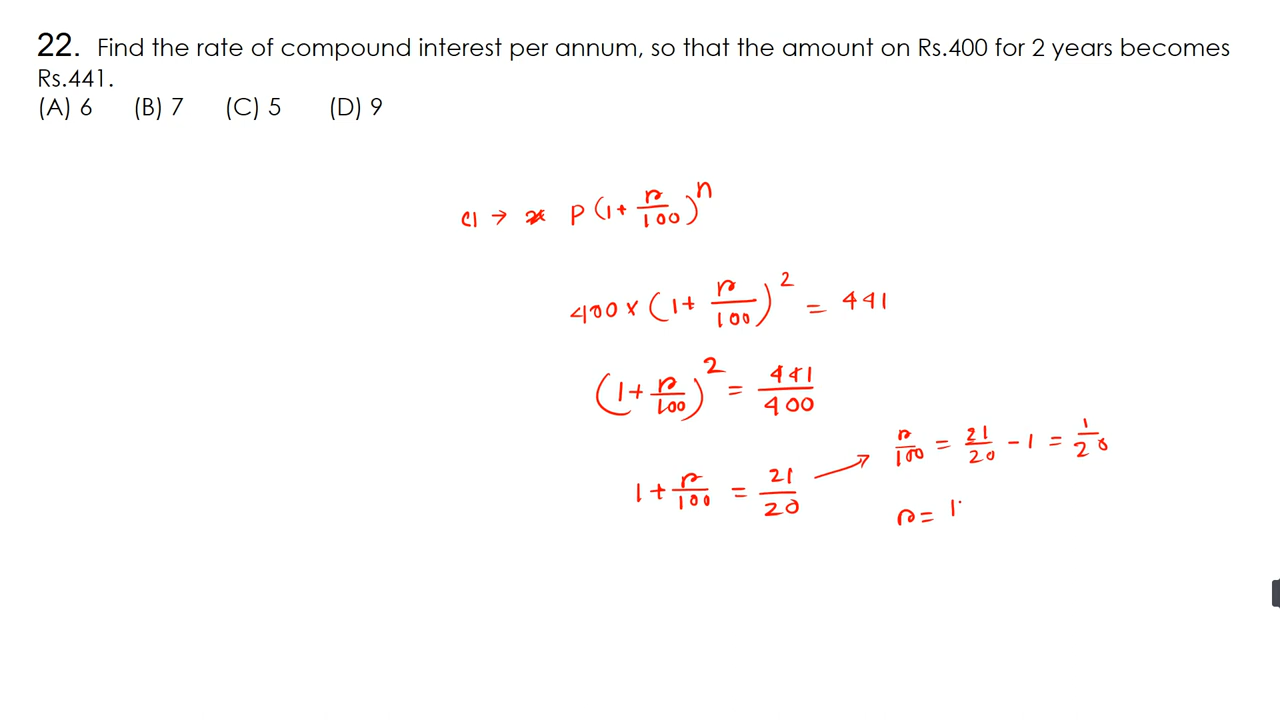 22. Find the rate of compound interest per annum, so that the amount on Rs.400 for 2 years becomes
Rs.441.
(A) 6 (B) 7 (C) 5 (D) 9
CI → P(1+r/100)^n
400×(1+r/100)^2 = 441
(1+r/100)^2 = 441/400
1+r/100 = 21/20
r/100 = 21/20 -1 = 1/20
r= 1